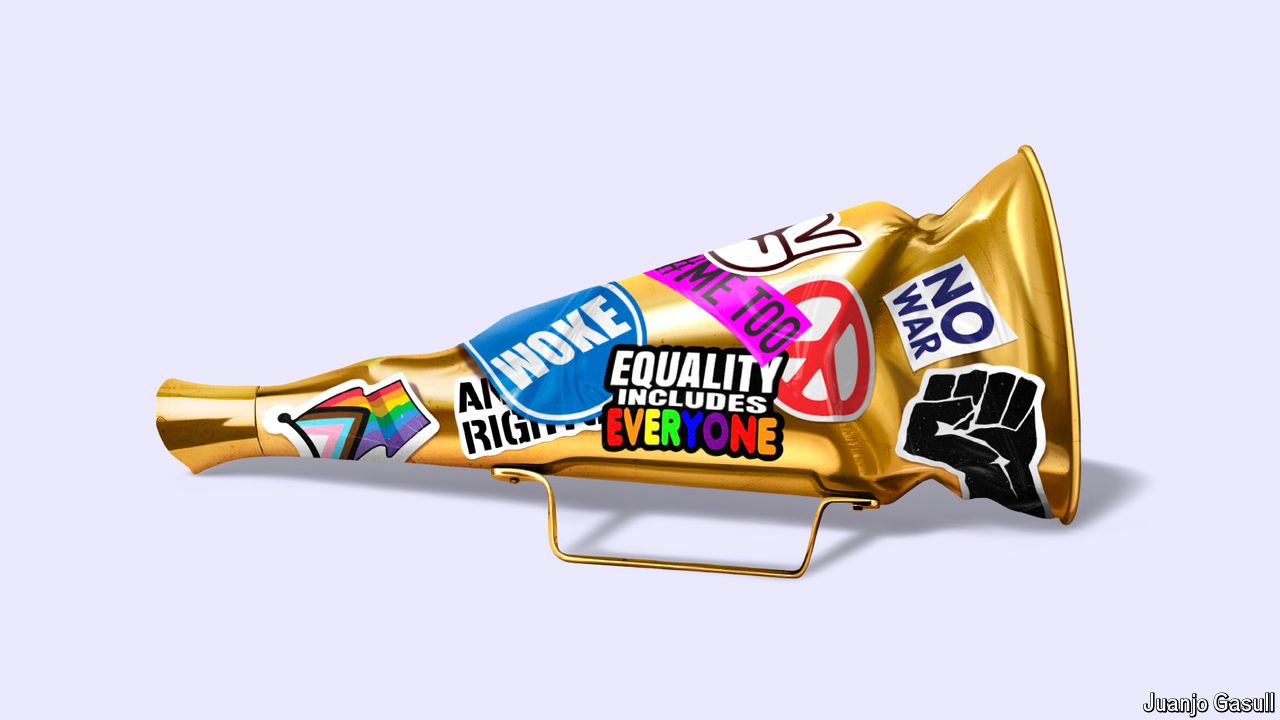 #ME TOO
NO
WAR
WOKE
EQUALITY
INCLUDES
EVERYONE
Juanjo Gasull